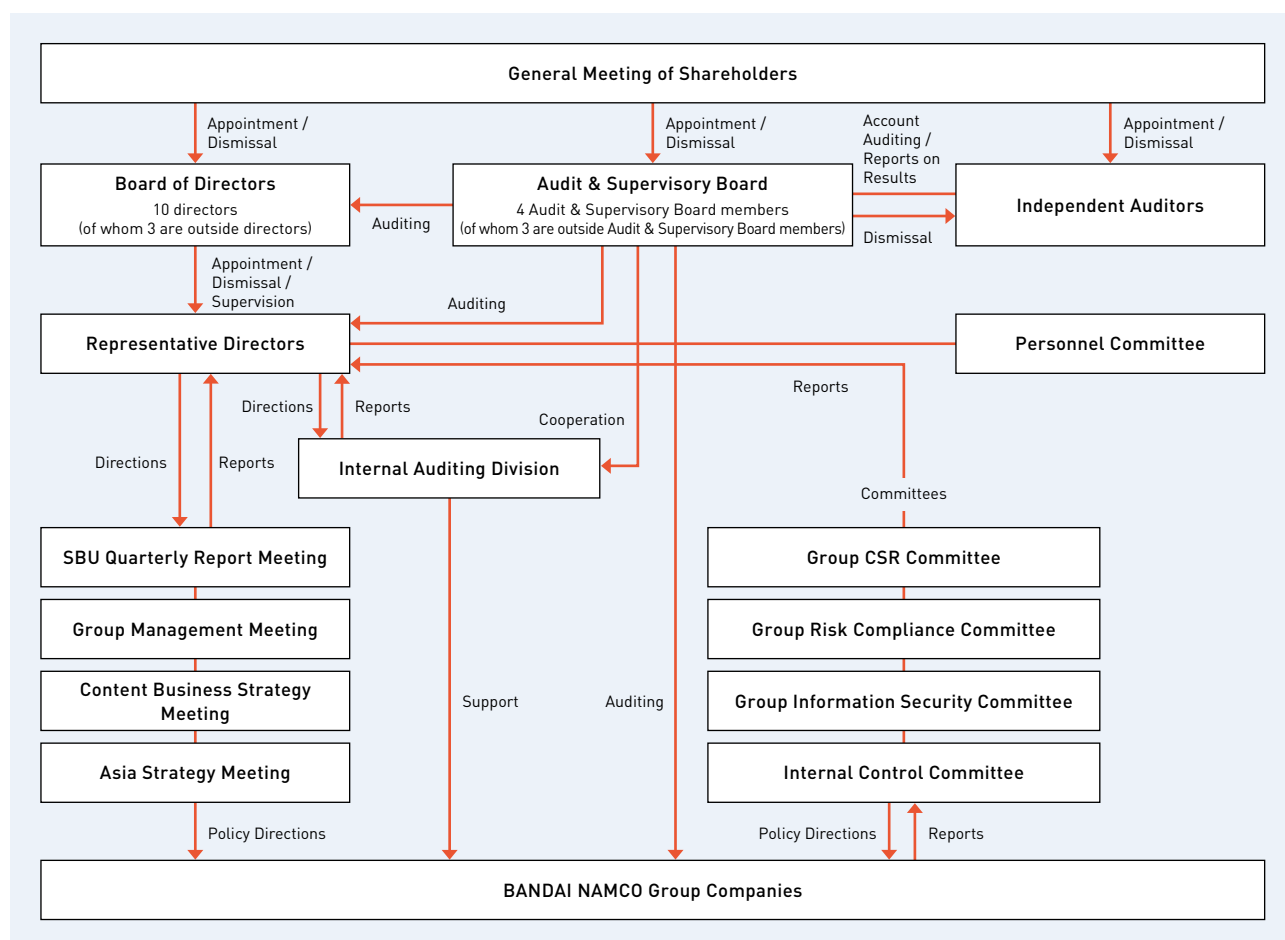 General Meeting of Shareholders
Appointment /
Dismissal
Appointment /
Dismissal
Account
Auditing /
Reports on
Results
Appointment /
Dismissal
Board of Directors
10 directors
(of whom 3 are outside directors)
Auditing
Audit & Supervisory Board
4 Audit & Supervisory Board members
(of whom 3 are outside Audit & Supervisory Board members)
Dismissal
Independent Auditors
Appointment /
Dismissal /
Supervision
Auditing
Representative Directors
Personnel Committee
Reports
Directions
Reports
Cooperation
Directions
Reports
Internal Auditing Division
Committees
SBU Quarterly Report Meeting
Group Management Meeting
Content Business Strategy
Meeting
Asia Strategy Meeting
Support
Auditing
Group CSR Committee
Group Risk Compliance Committee
Group Information Security Committee
Internal Control Committee
Policy Directions
Policy Directions
Reports
BANDAI NAMCO Group Companies